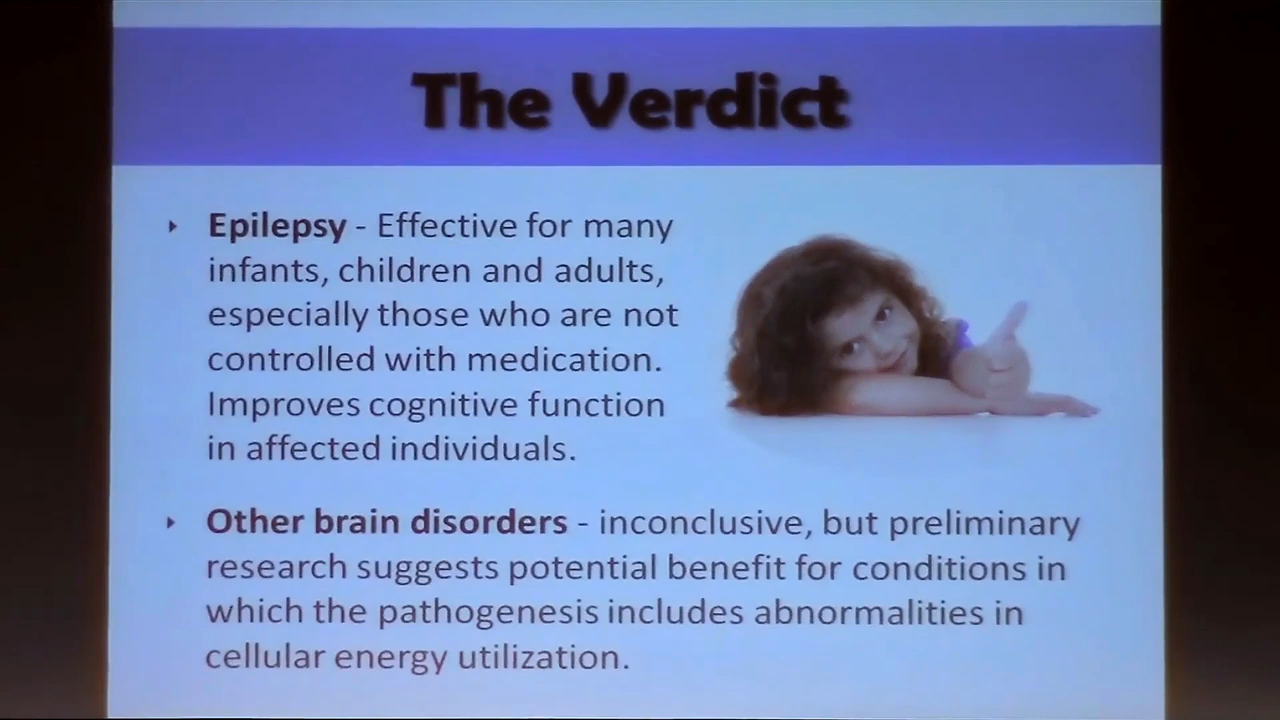 The Verdict
Epilepsy - Effective for many
infants, children and adults,
especially those who are not
controlled with medication.
Improves cognitive function
in affected individuals.
Other brain disorders - inconclusive, but preliminary
research suggests potential benefit for conditions in
which the pathogenesis includes abnormalities in
cellular energy utilization.